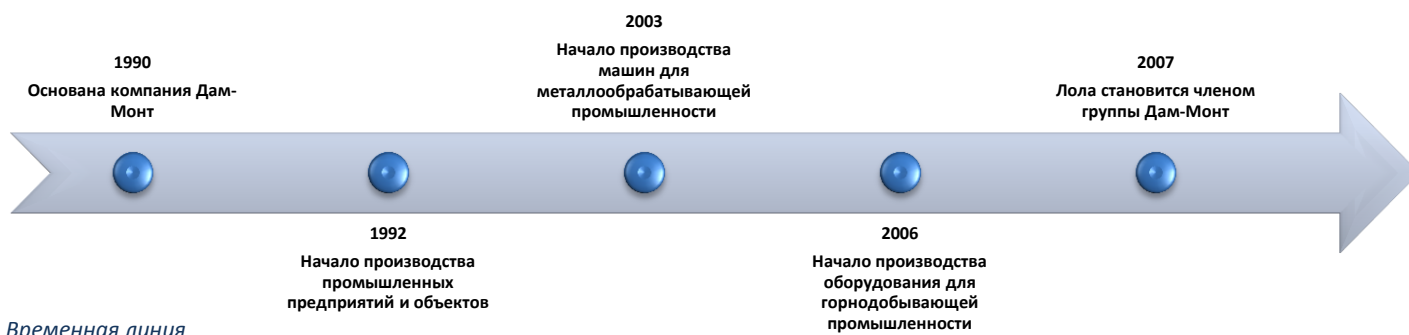 1990
Основана компания Дам-
Монт
1992
Начало производства
промышленных
предприятий и объектов
2003
Начало производства
машин для
металлообрабатывающей
промышленности
2006
Начало производства
оборудования для
горнодобывающей
промышленности
2007
Лола становится членом
группы Дам-Монт
Временная линия